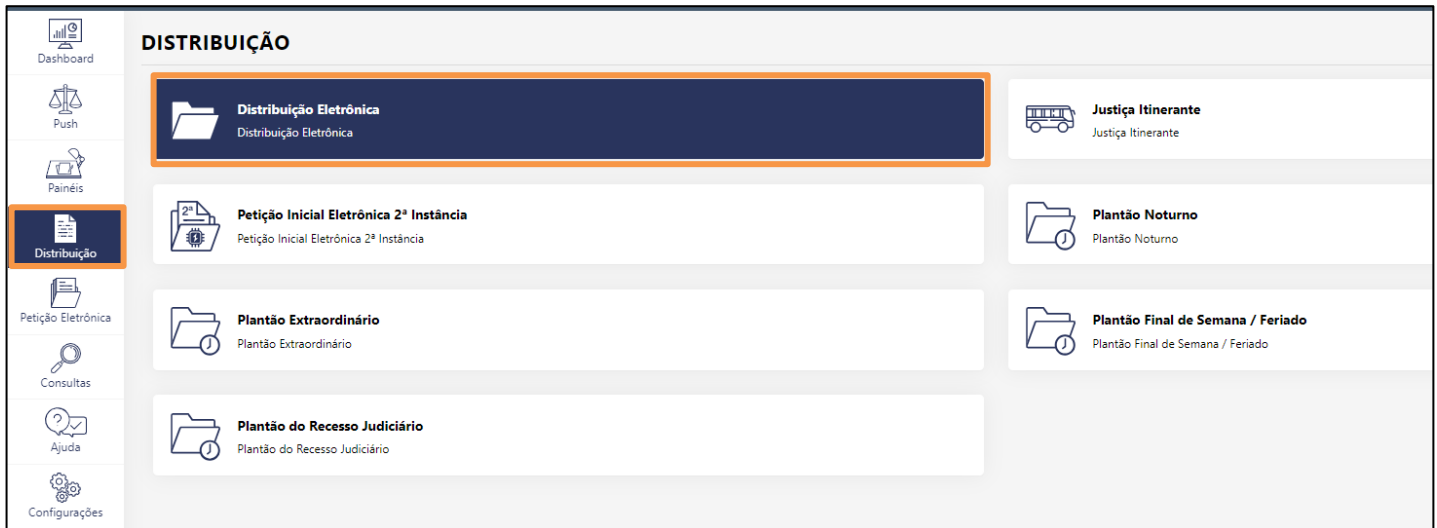 Dashboard
Push
Painéis
Distribuição
Petição Eletrônica
Consultas
Ajuda
Configurações
DISTRIBUIÇÃO
Distribuição Eletrônica
Distribuição Eletrônica
Justiça Itinerante
Justiça Itinerante
2ª
Petição Inicial Eletrônica 2ª Instância
Petição Inicial Eletrônica 2ª Instância
Plantão Noturno
Plantão Noturno
Plantão Extraordinário
Plantão Extraordinário
Plantão Final de Semana / Feriado
Plantão Final de Semana / Feriado
Plantão do Recesso Judiciário
Plantão do Recesso Judiciário